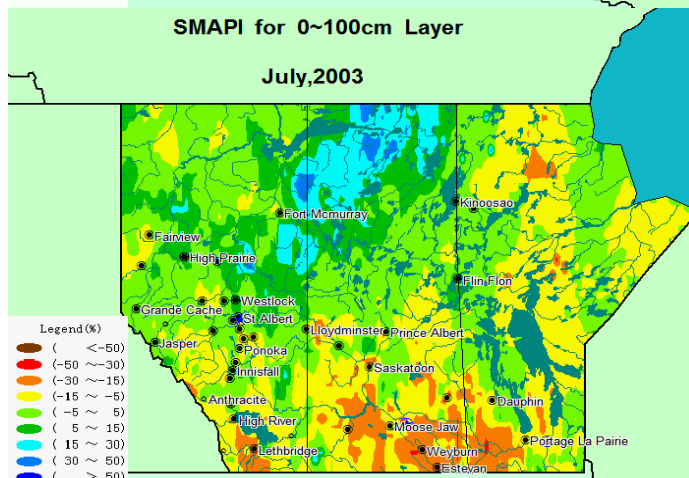 SMAPI for 0~100cm Layer
July,2003
Kinoosao
Fort Mcmurray
Fairview
High Prairie
Flin Flon
Westlock
Grande Cache
St Albert
Lloydminster
Prince Albert
Jasper
Ponoka
Saskatoon
Innisfall
Anthracite
Dauphin
High River
Moose Jaw
Portage La Pairie
Lethbridge
Weyburn
Estevan
Legend(%)
( <-50)
(-50 ~-30)
(-30 ~-15)
(-15 ~ -5)
( -5 ~ 5)
( 5 ~ 15)
( 15 ~ 30)
( 30 ~ 50)
( > 50)